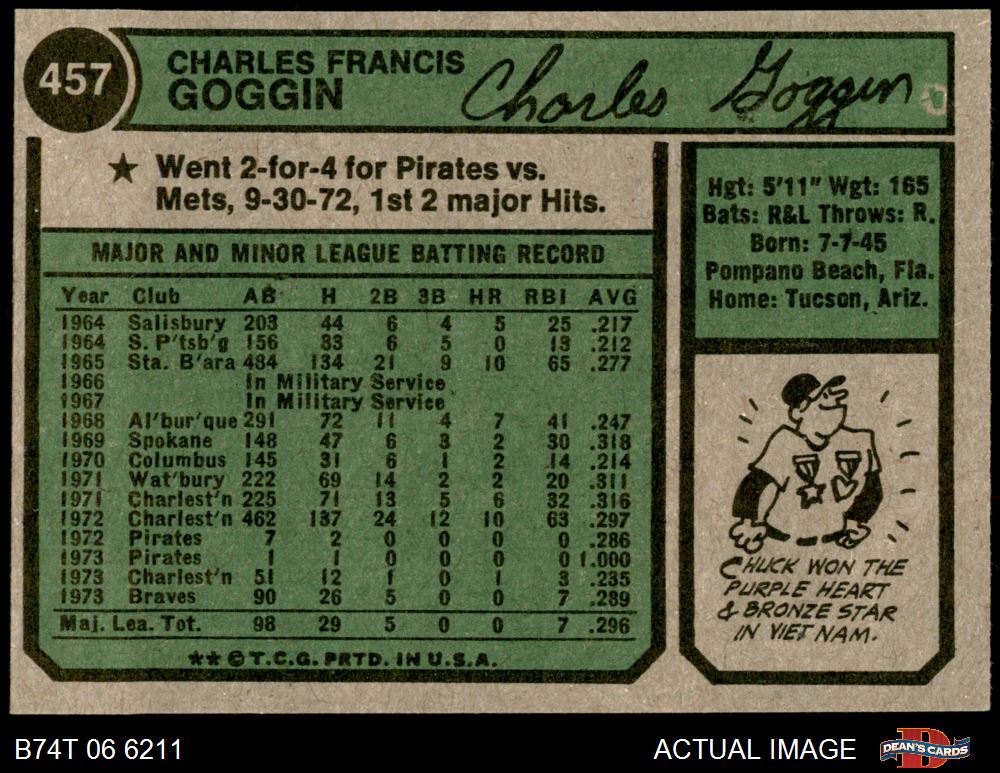 457
CHARLES FRANCIS
GOGGIN
Charles Goggin
★ Went 2-for-4 for Pirates vs.
Mets, 9-30-72, 1st 2 major Hits.
MAJOR AND MINOR LEAGUE BATTING RECORD
Year Club AB H 2B 3B HR RBI AVG
1964 Salisbury 203 44 6 4 5 25 .217
1964 S. P'tsb'g 156 33 6 5 0 13 .212
1965 Sta. B'ara 484 134 21 9 10 65 .277
1966 In Military Service
1967 In Military Service
1968 Al'bur'que 291 72 11 4 7 41 .247
1969 Spokane 148 47 6 3 2 30 .318
1970 Columbus 145 31 6 1 2 14 .214
1971 Wat'bury 222 69 14 2 2 20 .311
1971 Charlest'n 225 71 13 5 6 32 .316
1972 Charlest'n 462 137 24 12 10 63 .297
1972 Pirates 7 2 0 0 0 0 .286
1973 Pirates 1 1 0 0 0 0 1.000
1973 Charlest'n 51 12 1 0 1 3 .235
1973 Braves 90 26 5 0 0 7 .289
Maj. Lea. Tot. 98 29 5 0 0 7 .296
★★ © T.C.G. PRTD. IN U.S.A.
Hgt: 5'11" Wgt: 165
Bats: R&L Throws: R.
Born: 7-7-45
Pompano Beach, Fla.
Home: Tucson, Ariz.
CHUCK WON THE
PURPLE HEART
& BRONZE STAR
IN VIET NAM.
B74T 06 6211
ACTUAL IMAGE
D
DEAN'S CARDS